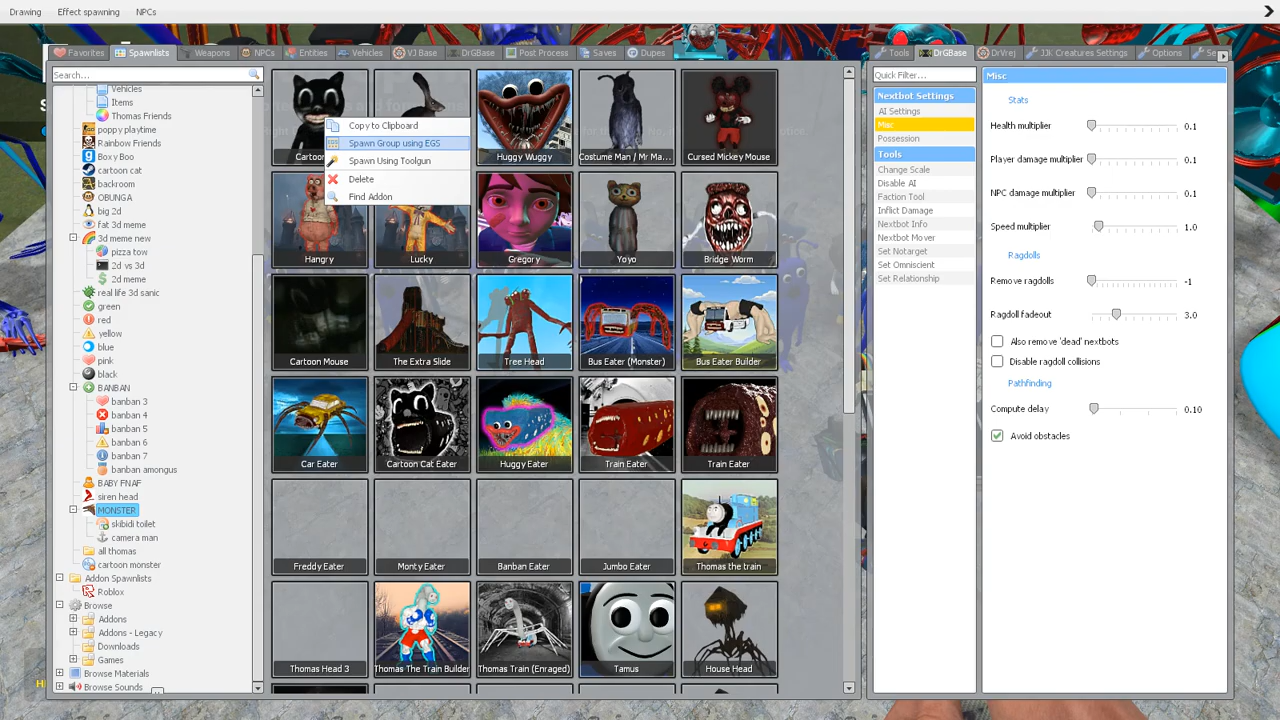 Drawing
Effect spawning
NPCs
Favorites
Spawnlists
Weapons
NPCs
Entities
Vehicles
VJ Base
DrGBase
Post Process
Saves
Dupes
Search...
Vehicles
Items
Thomas Friends
poppy playtime
Rainbow Friends
Boxy Boo
cartoon cat
backroom
OBUNGA
big 2d
fat 3d meme
3d meme new
pizza tow
2d vs 3d
2d meme
real life 3d sanic
green
red
yellow
blue
pink
black
BANBAN
banban 3
banban 4
banban 5
banban 6
banban 7
banban amongus
BABY FNAF
siren head
MONSTER
skibidi toilet
camera man
all thomas
cartoon monster
Addon Spawnlists
Roblox
Browse
Addons
Addons - Legacy
Downloads
Games
Browse Materials
Browse Sounds
Cartoon
Huggy Wuggy
Costume Man / Mr Ma...
Cursed Mickey Mouse
Copy to Clipboard
Spawn Group using EGS
Spawn Using Toolgun
Delete
Find Addon
Hangry
Lucky
Gregory
Yoyo
Bridge Worm
Cartoon Mouse
The Extra Slide
Tree Head
Bus Eater (Monster)
Bus Eater Builder
Car Eater
Cartoon Cat Eater
Huggy Eater
Train Eater
Train Eater
Freddy Eater
Monty Eater
Banban Eater
Jumbo Eater
Thomas the train
Thomas Head 3
Thomas The Train Builder
Thomas Train (Enraged)
Tamus
House Head
Tools
DrGBase
DrVrej
JJk Creatures Settings
Options
Se
Quick Filter...
Nextbot Settings
AI Settings
Misc
Possession
Tools
Change Scale
Disable AI
Faction Tool
Inflict Damage
Nextbot Info
Nextbot Mover
Set Notarget
Set Omniscient
Set Relationship
Misc
Stats
Health multiplier 0.1
Player damage multiplier 0.1
NPC damage multiplier 0.1
Speed multiplier 1.0
Ragdolls
Remove ragdolls -1
Ragdoll fadeout 3.0
Also remove 'dead' nextbots
Disable ragdoll collisions
Pathfinding
Compute delay 0.10
Avoid obstacles